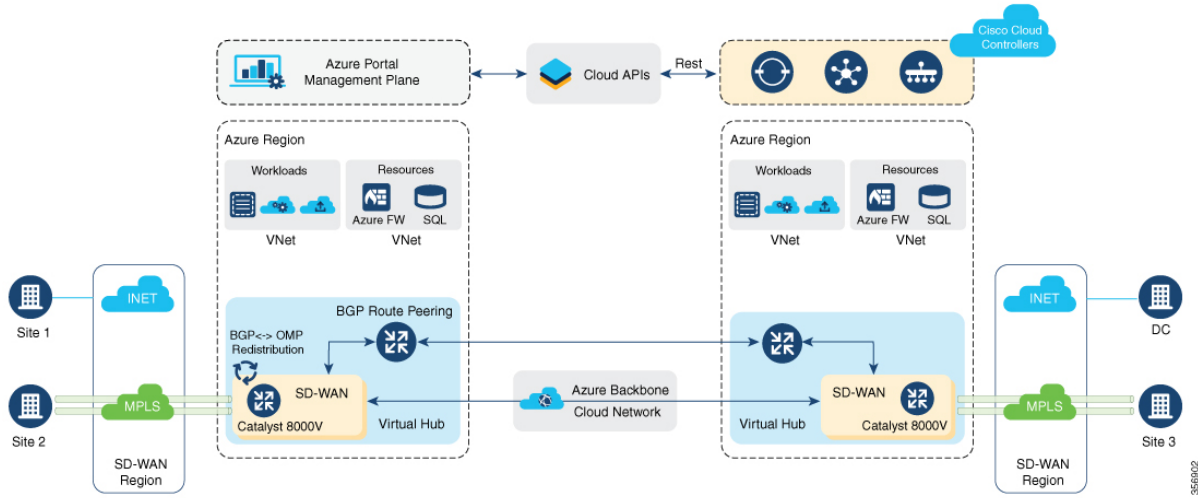 Cisco Cloud
Controllers
Azure Portal
Management Plane
Cloud APIs
Rest
Azure Region
Workloads
Resources
Azure FW
SQL
VNet
VNet
Azure Region
Workloads
Resources
Azure FW
SQL
VNet
VNet
INET
Site 1
MPLS
Site 2
SD-WAN
Region
BGP Route Peering
BGP<-> OMP
Redistribution
SD-WAN
Catalyst 8000V
Virtual Hub
Azure Backbone
Cloud Network
SD-WAN
Catalyst 8000V
Virtual Hub
INET
DC
MPLS
Site 3
SD-WAN
Region
356902